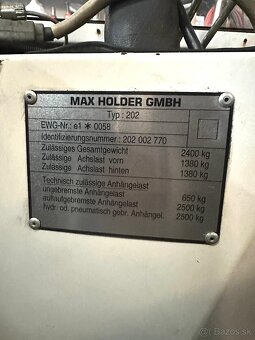 MAX HOLDER GMBH
Typ: 202
EWG-Nr.: e1 * 0058
Identifizierungsnummer: 202 002 770
Zulässiges Gesamtgewicht 2400 kg
Zulässige Achslast vorn 1380 kg
Zulässige Achslast hinten 1380 kg
Technisch zulässige Anhängelast
ungebremste Anhängelast 650 kg
auflaufgebremste Anhängelast 2500 kg
hydr. od. pneumatisch gebr. Anhängel. 2500 kg
Bazos.sk